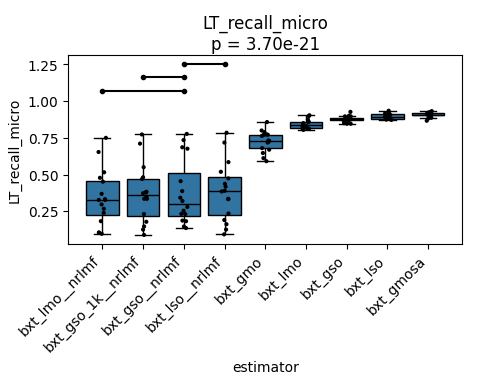 LT_recall_micro
p = 3.70e-21
LT_recall_micro
1.25
1.00
0.75
0.50
0.25
bxt_lmo__nrlmf
bxt_gso_1k__nrlmf
bxt_gso__nrlmf
bxt_lso__nrlmf
bxt_gmo
bxt_lmo
bxt_gso
bxt_lso
bxt_gmosa
estimator